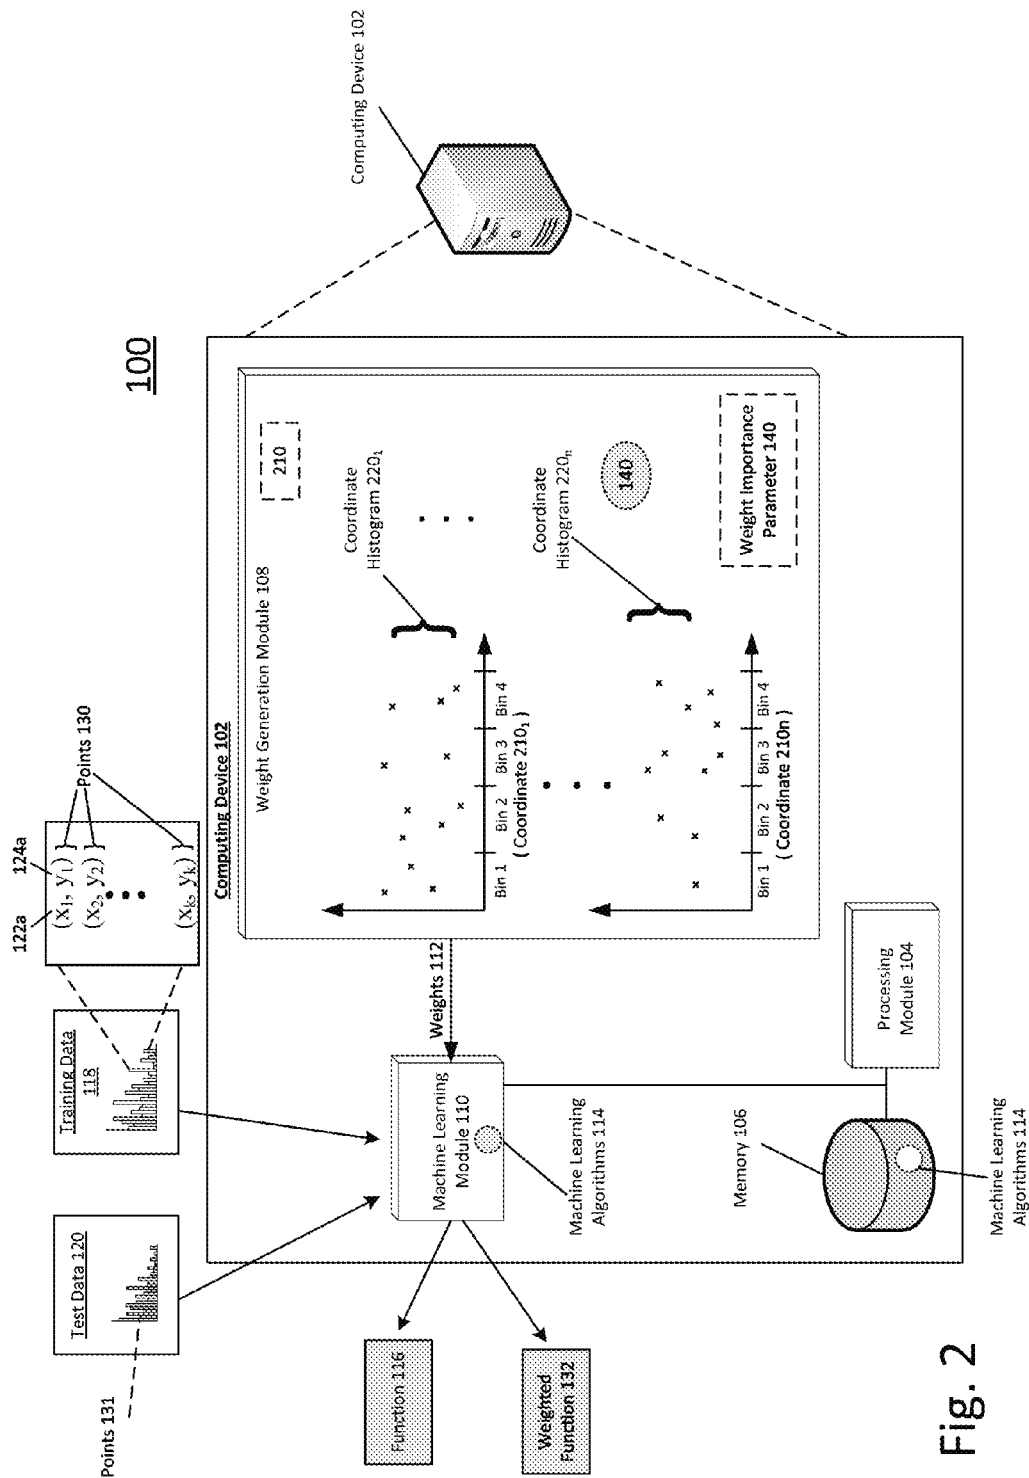 100
Computing Device 102
Points 131
Test Data 120
Training Data
118
122a
124a
(x1, y1)
(x2, y2)
(xk, yk)
Points 130
Computing Device 102
Weight Generation Module 108
210
Coordinate
Histogram 220₁
Bin 1
Bin 2
Bin 3
Bin 4
( Coordinate 210₁ )
Coordinate
Histogram 220ₙ
140
Bin 1
Bin 2
Bin 3
Bin 4
( Coordinate 210n )
Weight Importance
Parameter 140
Weights 112
Machine Learning
Module 110
Machine Learning
Algorithms 114
Function 116
Weighted
Function 132
Memory 106
Processing
Module 104
Machine Learning
Algorithms 114
Fig. 2